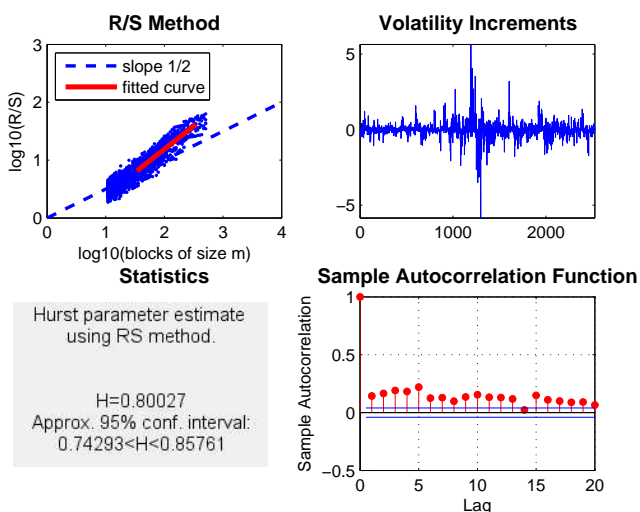 R/S Method
3
2
1
0
log10(R/S)
slope 1/2
fitted curve
0 1 2 3 4
log10(blocks of size m)
Volatility Increments
5
0
−5
0 1000 2000
Statistics
Hurst parameter estimate
using RS method.
H=0.80027
Approx. 95% conf. interval:
0.74293<H<0.85761
Sample Autocorrelation Function
1
0.5
0
−0.5
Sample Autocorrelation
0 5 10 15 20
Lag